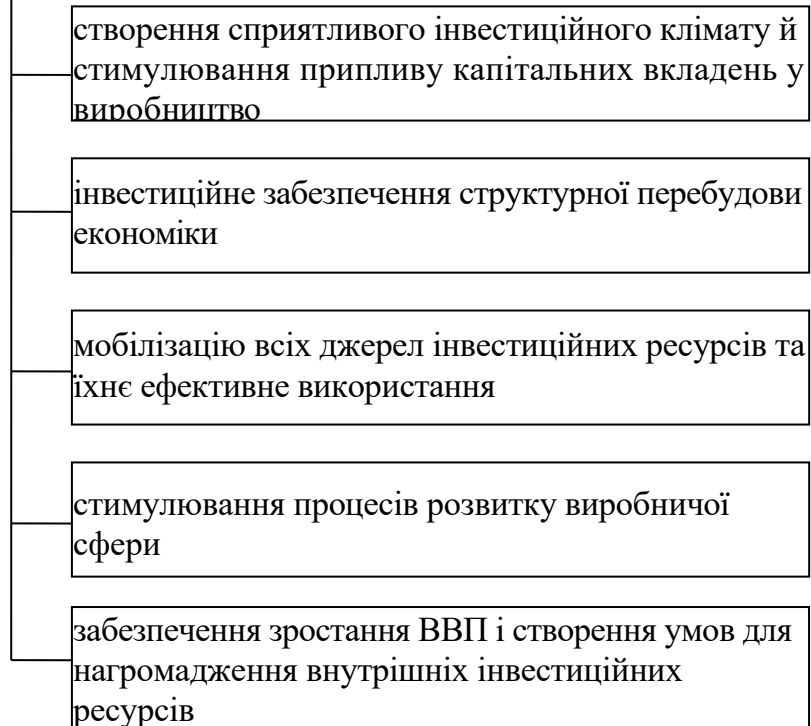 створення сприятливого інвестиційного клімату й
стимулювання припливу капітальних вкладень у
виробництво
інвестиційне забезпечення структурної перебудови
економіки
мобілізацію всіх джерел інвестиційних ресурсів та
їхнє ефективне використання
стимулювання процесів розвитку виробничої
сфери
забезпечення зростання ВВП і створення умов для
нагромадження внутрішніх інвестиційних
ресурсів